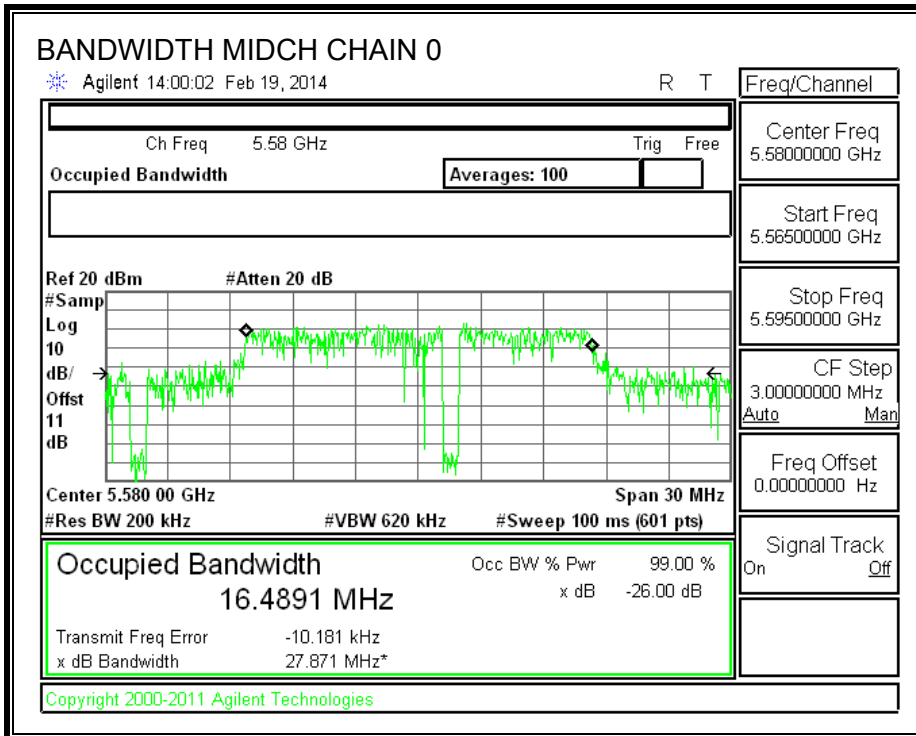 BANDWIDTH MIDCH CHAIN 0
Agilent 14:00:02 Feb 19, 2014 R T
Ch Freq 5.58 GHz Trig Free
Occupied Bandwidth Averages: 100
Ref 20 dBm #Atten 20 dB
#Samp
Log
10
dB/
Offst
11
dB
Center 5.580 00 GHz Span 30 MHz
#Res BW 200 kHz #VBW 620 kHz #Sweep 100 ms (601 pts)
Occupied Bandwidth Occ BW % Pwr 99.00 %
16.4891 MHz x dB -26.00 dB
Transmit Freq Error -10.181 kHz
x dB Bandwidth 27.871 MHz*
Copyright 2000-2011 Agilent Technologies
Freq/Channel
Center Freq
5.58000000 GHz
Start Freq
5.56500000 GHz
Stop Freq
5.59500000 GHz
CF Step
3.00000000 MHz
Auto Man
Freq Offset
0.00000000 Hz
Signal Track
On Off